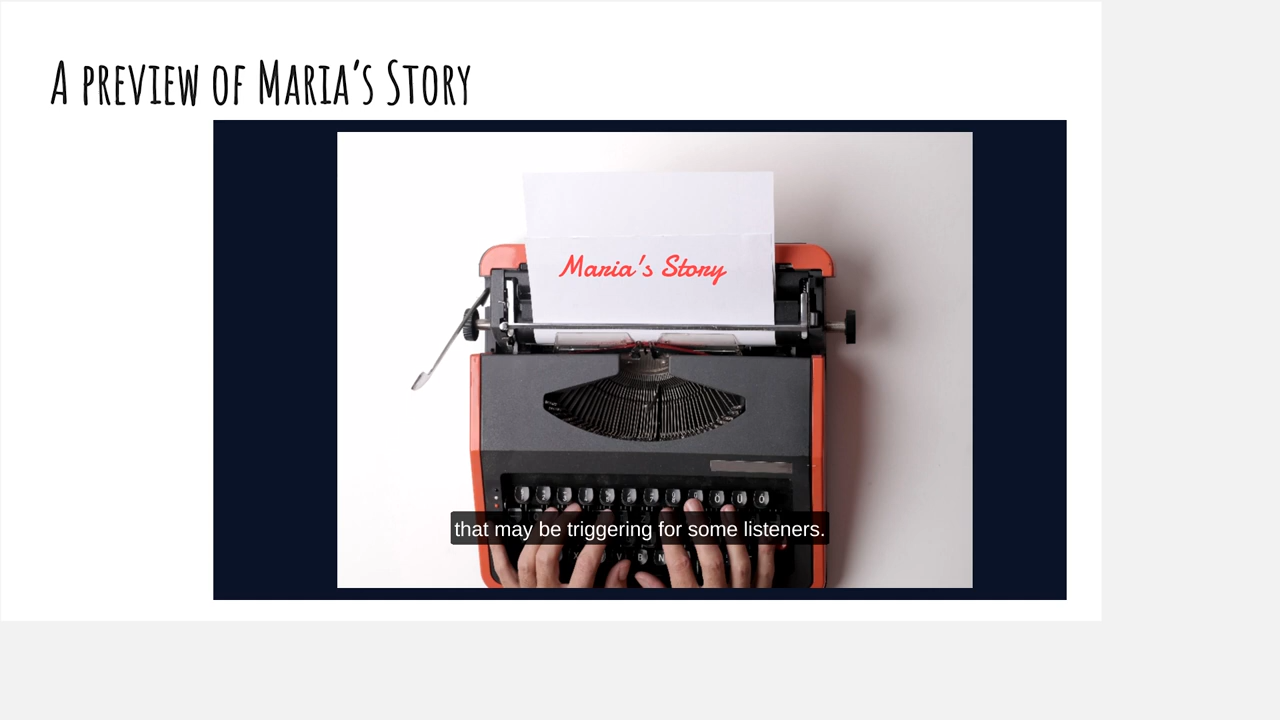 A preview of Maria's Story
Maria's Story
that may be triggering for some listeners.